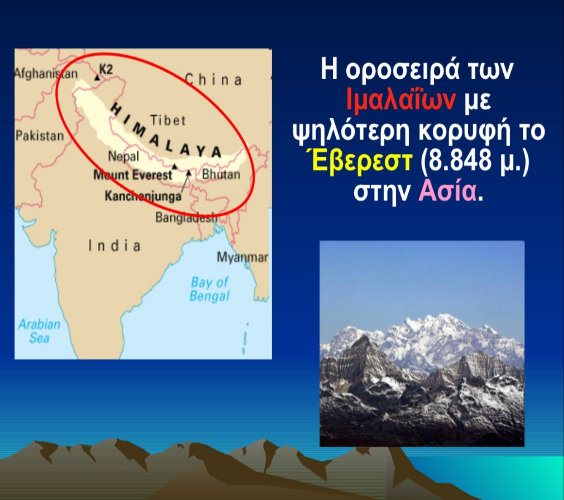 Afghanistan
K2
China
Tibet
HIMALAYA
Pakistan
Nepal
Mount Everest
Bhutan
Kanchenjunga
Bangladesh
India
Myanmar
Bay of
Bengal
Arabian
Sea
Η οροσειρά των
Ιμαλαΐων με
ψηλότερη κορυφή το
Έβερεστ (8.848 μ.)
στην Ασία.